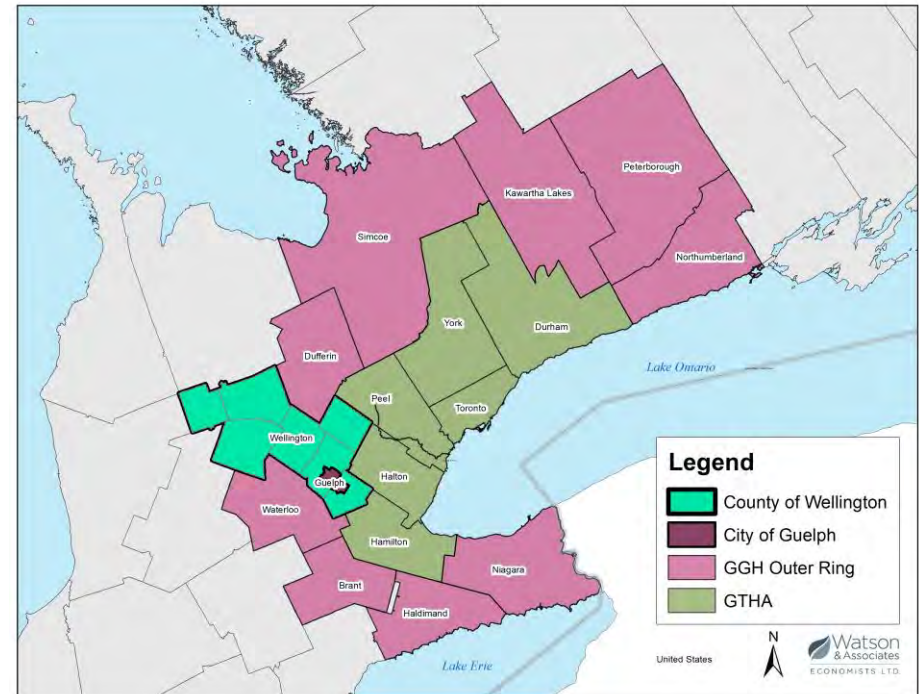 Peterborough
Kawartha Lakes
Simcoe
Northumberland
York
Durham
Dufferin
Lake Ontario
Peel
Toronto
Wellington
Halton
Guelph
Waterloo
Hamilton
Niagara
Brant
Haldimand
Lake Erie
Legend
County of Wellington
City of Guelph
GGH Outer Ring
GTHA
United States
N
Watson
& Associates
ECONOMISTS LTD.